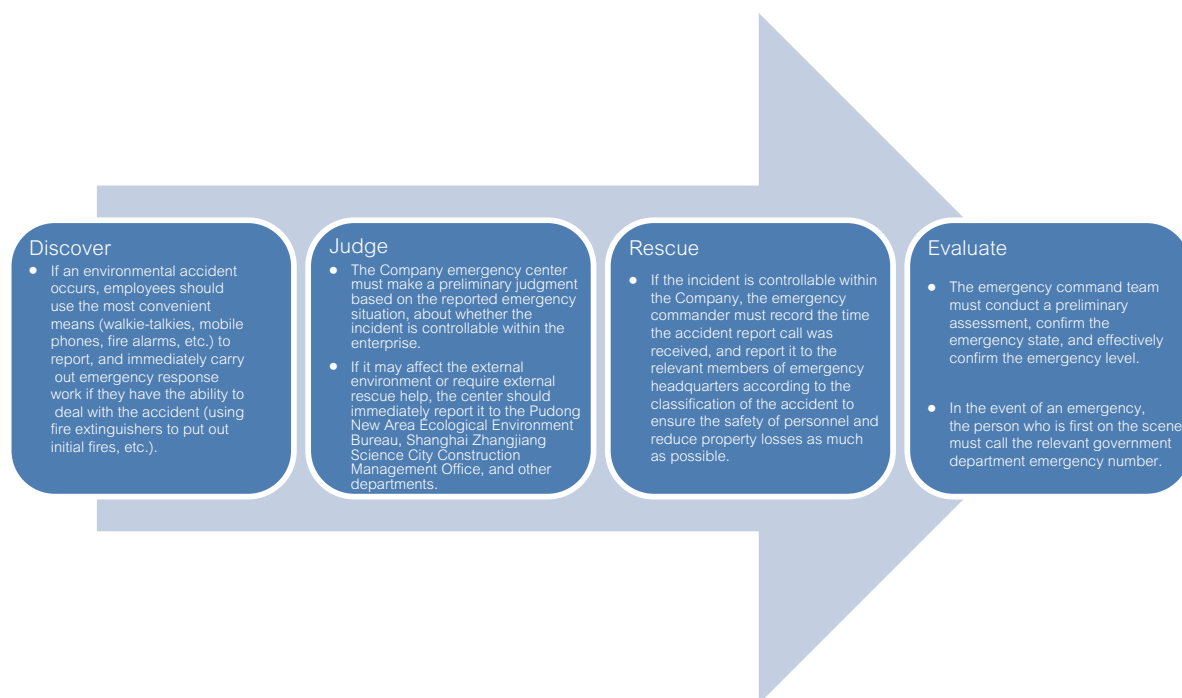 Discover
● If an environmental accident
occurs, employees should
use the most convenient
means (walkie-talkies, mobile
phones, fire alarms, etc.) to
report, and immediately carry
out emergency response
work if they have the ability to
deal with the accident (using
fire extinguishers to put out
initial fires, etc.).
Judge
● The Company emergency center
must make a preliminary judgment
based on the reported emergency
situation, about whether the
incident is controllable within the
enterprise.
● If it may affect the external
environment or require external
rescue help, the center should
immediately report it to the Pudong
New Area Ecological Environment
Bureau, Shanghai Zhangjiang
Science City Construction
Management Office, and other
departments.
Rescue
● If the incident is controllable within
the Company, the emergency
commander must record the time
the accident report call was
received, and report it to the
relevant members of emergency
headquarters according to the
classification of the accident to
ensure the safety of personnel and
reduce property losses as much
as possible.
Evaluate
● The emergency command team
must conduct a preliminary
assessment, confirm the
emergency state, and effectively
confirm the emergency level.
● In the event of an emergency,
the person who is first on the scene
must call the relevant government
department emergency number.